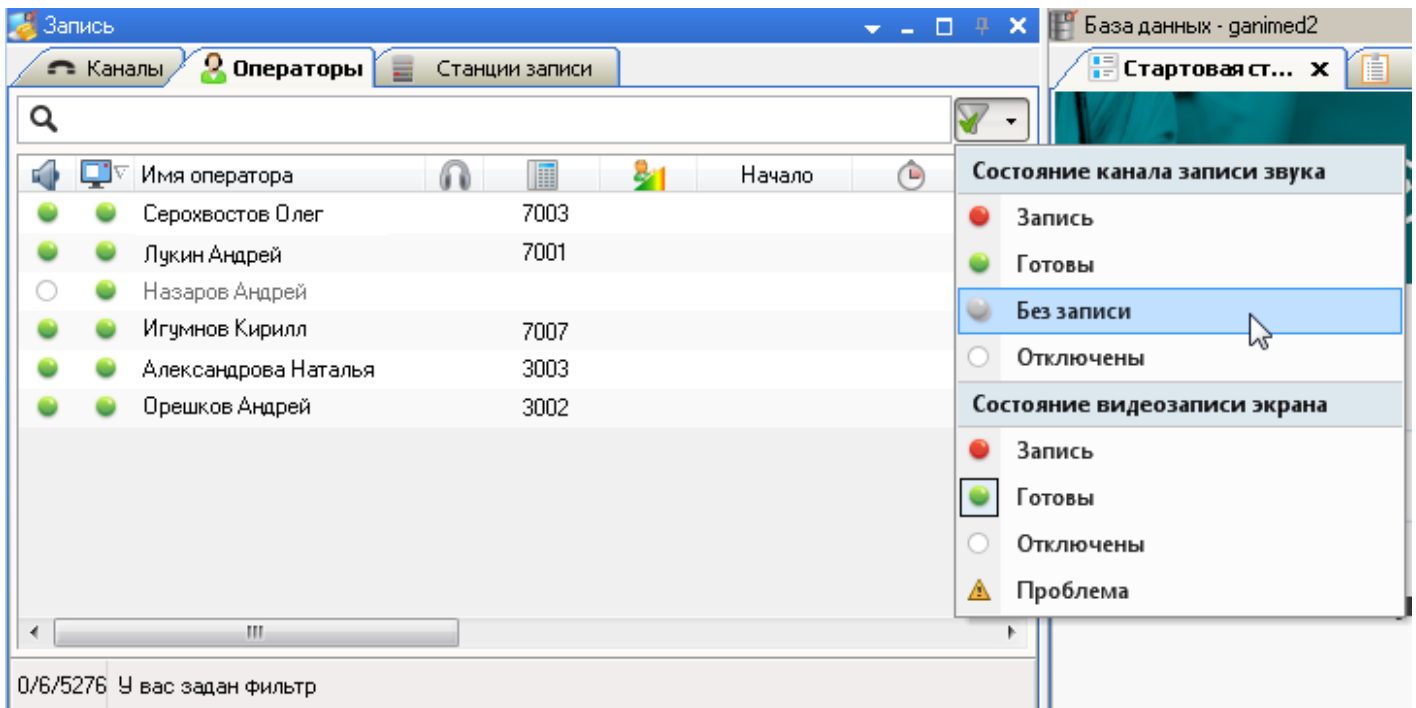 Запись
База данных - ganimed2
Каналы Операторы Станции записи
Стартовая ст...
Имя оператора Начало
Серохвостов Олег 7003
Лукин Андрей 7001
Назаров Андрей
Игумнов Кирилл 7007
Александрова Наталья 3003
Орешков Андрей 3002
Состояние канала записи звука
Запись
Готовы
Без записи
Отключены
Состояние видеозаписи экрана
Запись
Готовы
Отключены
Проблема
0/6/5276 У вас задан фильтр